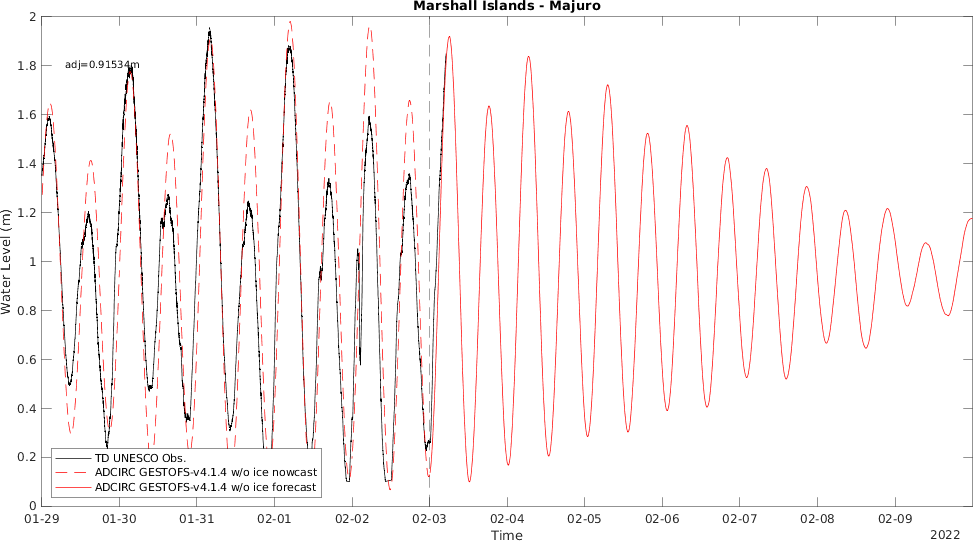 Marshall Islands - Majuro
2
adj=0.91534m
1.8
1.6
1.4
1.2
1
0.8
0.6
0.4
0.2
0
Water Level (m)
TD UNESCO Obs.
ADCIRC GESTOFS-v4.1.4 w/o ice nowcast
ADCIRC GESTOFS-v4.1.4 w/o ice forecast
01-29 01-30 01-31 02-01 02-02 02-03 02-04 02-05 02-06 02-07 02-08 02-09
Time
2022